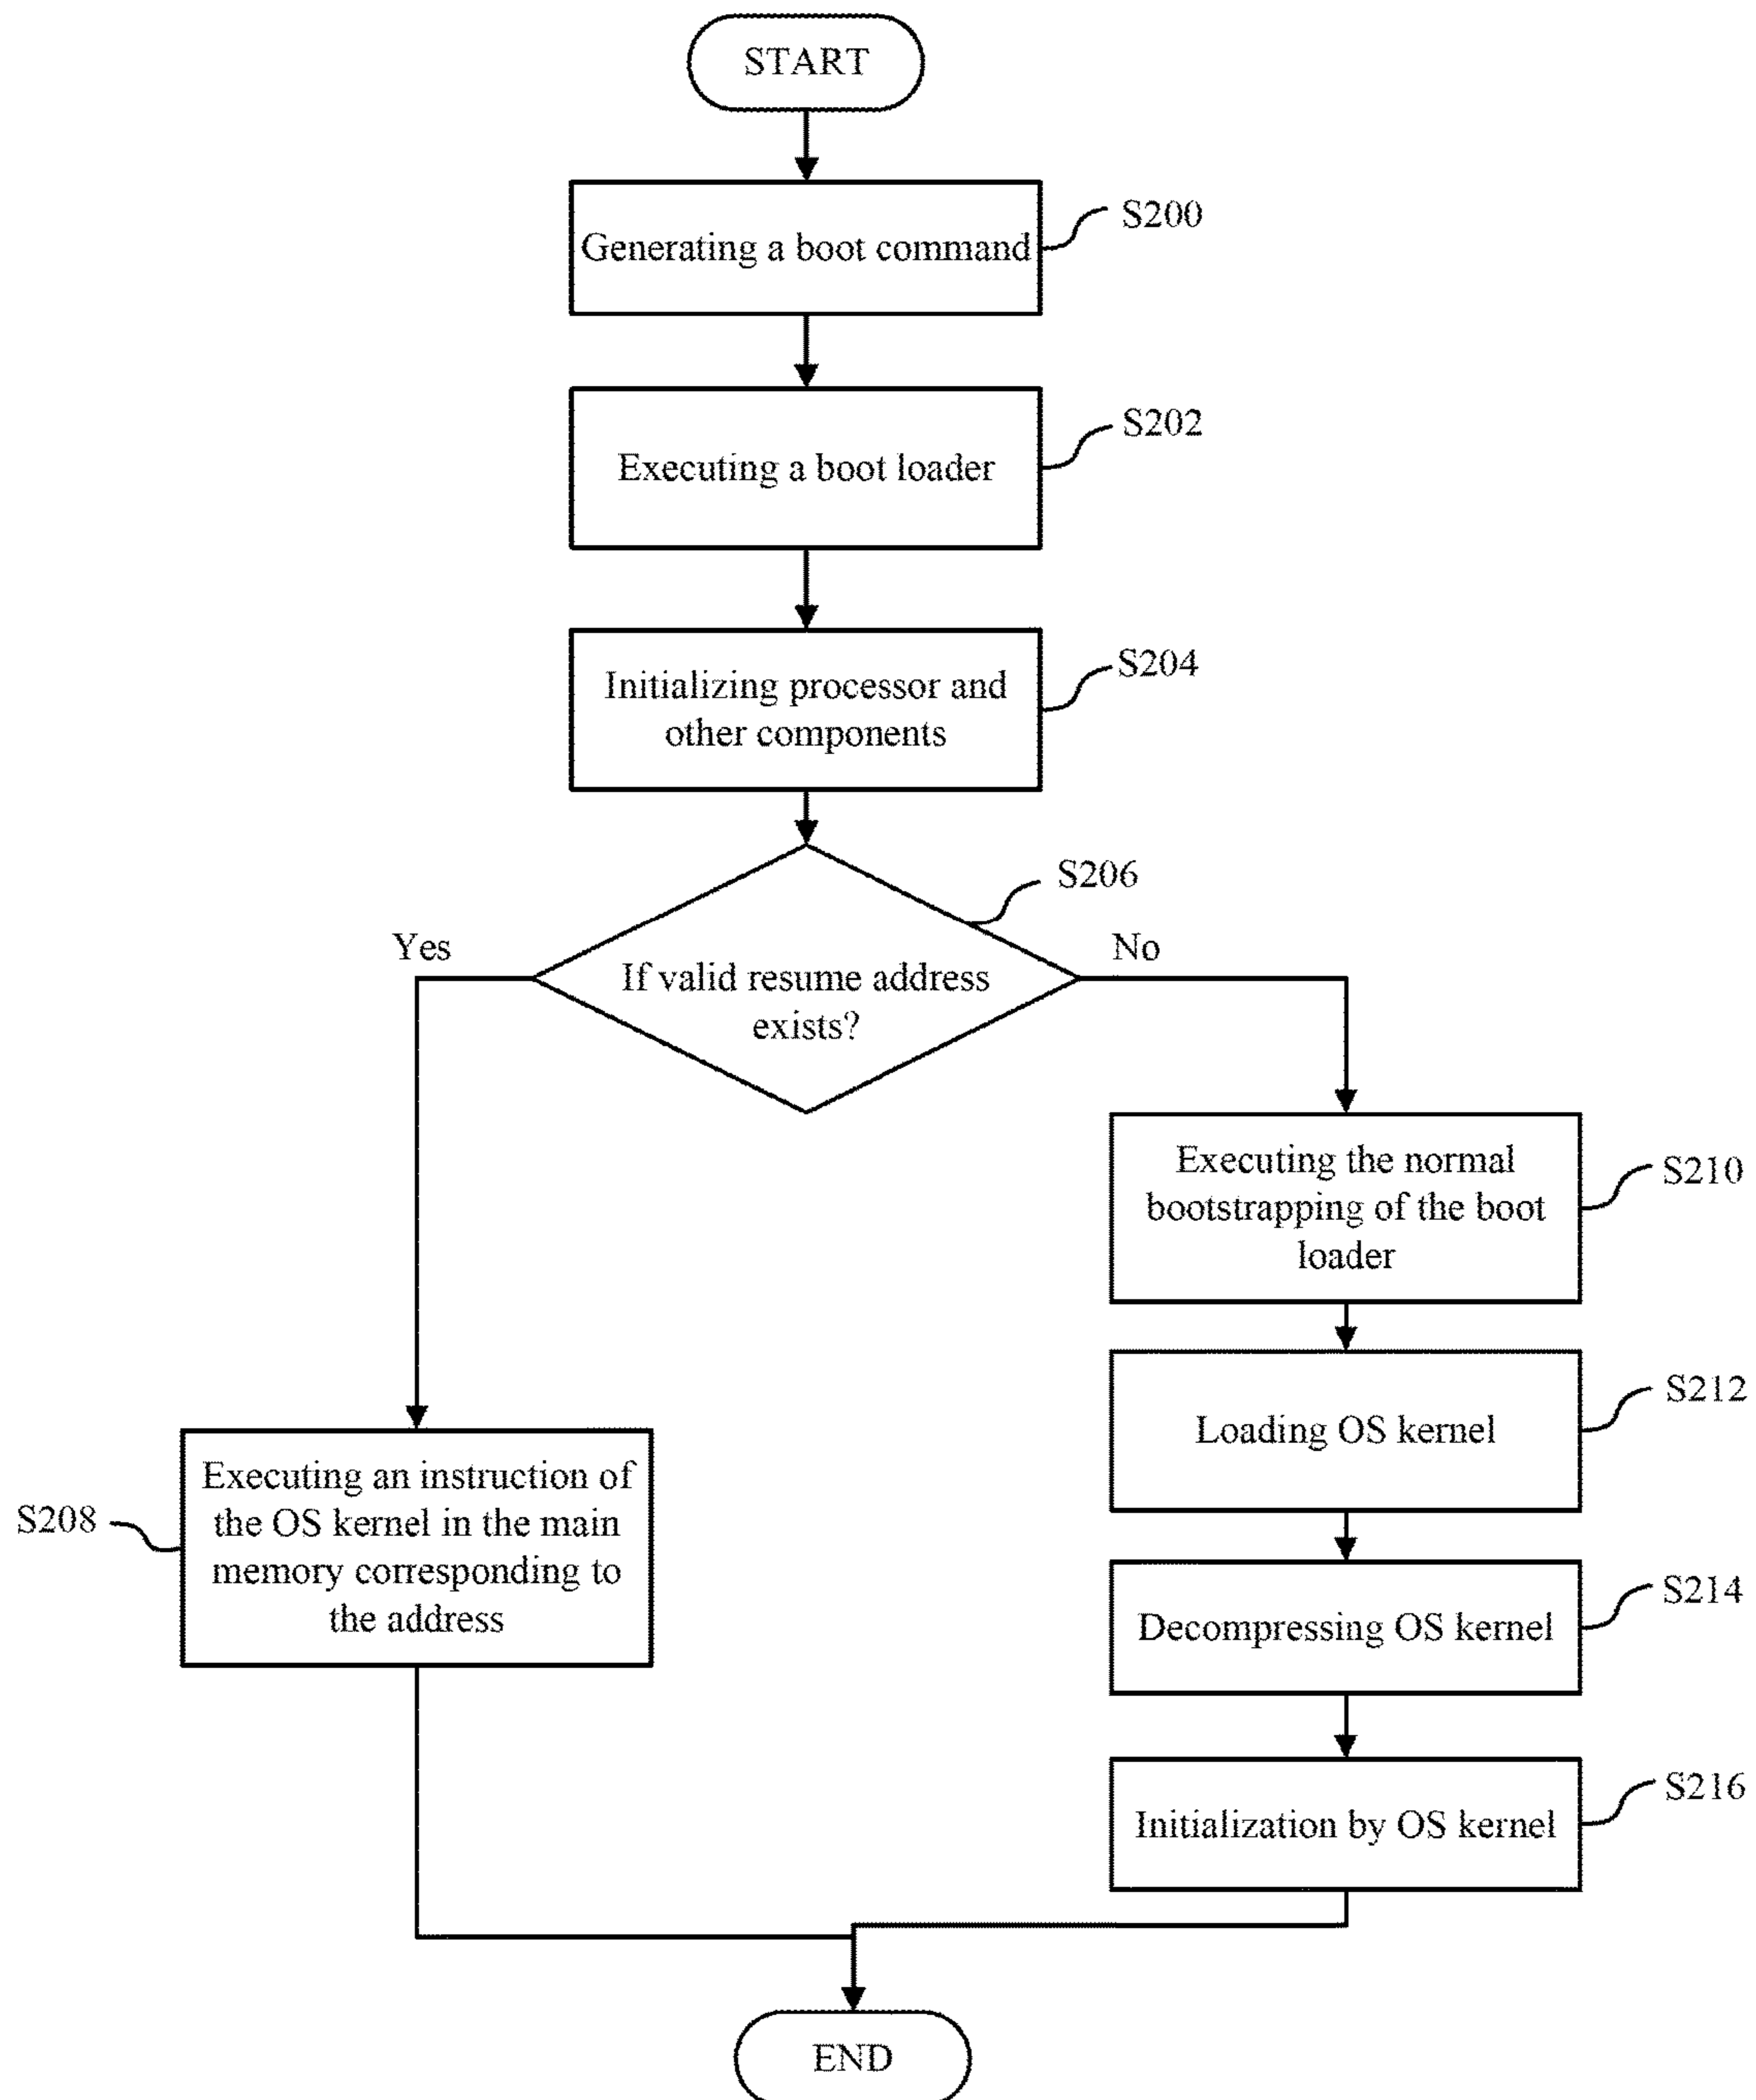 START
Generating a boot command
S200
Executing a boot loader
S202
Initializing processor and
other components
S204
If valid resume address
exists?
S206
Yes
No
Executing the normal
bootstrapping of the boot
loader
S210
Loading OS kernel
S212
Executing an instruction of
the OS kernel in the main
memory corresponding to
the address
S208
Decompressing OS kernel
S214
Initialization by OS kernel
S216
END